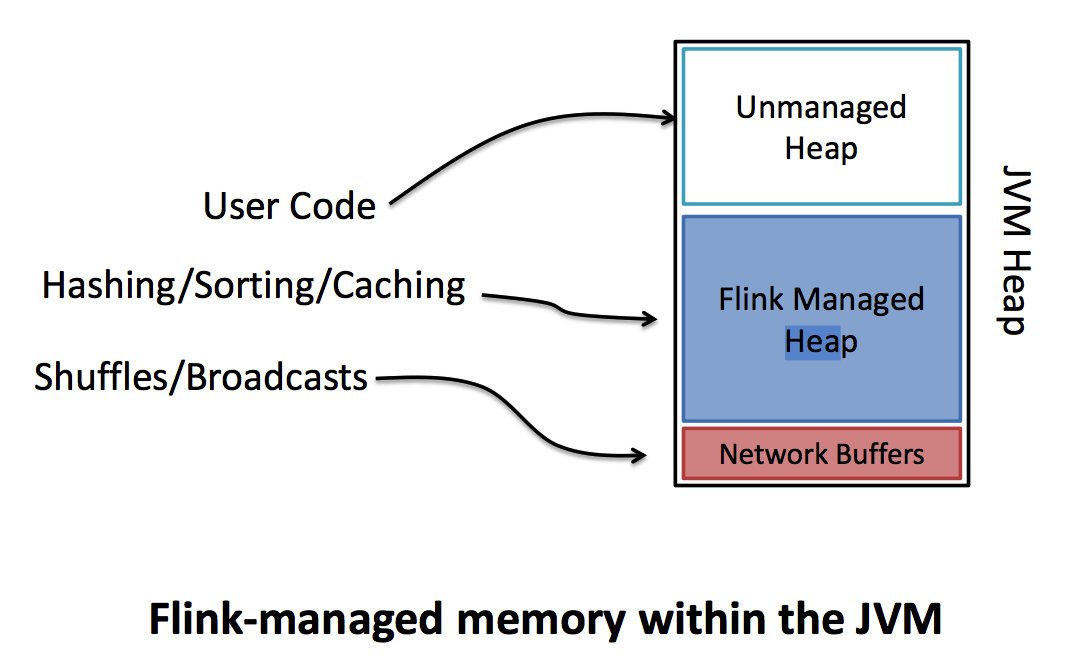 Unmanaged
Heap
User Code
Hashing/Sorting/Caching
Flink Managed
Heap
Shuffles/Broadcasts
Network Buffers
JVM Heap
Flink-managed memory within the JVM